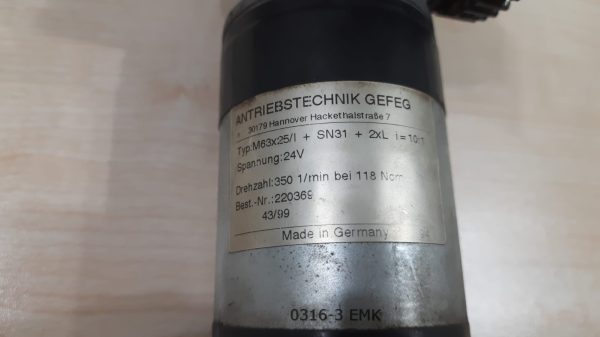 ANTRIEBSTECHNIK GEFEG
30179 Hannover Hackethalstraße 7
Typ:M63x25/I + SN31 + 2xL i=10:1
Spannung:24V
Drehzahl:350 1/min bei 118 Ncm
Best.-Nr.:220369
43/99
Made in Germany
0316-3 EMK